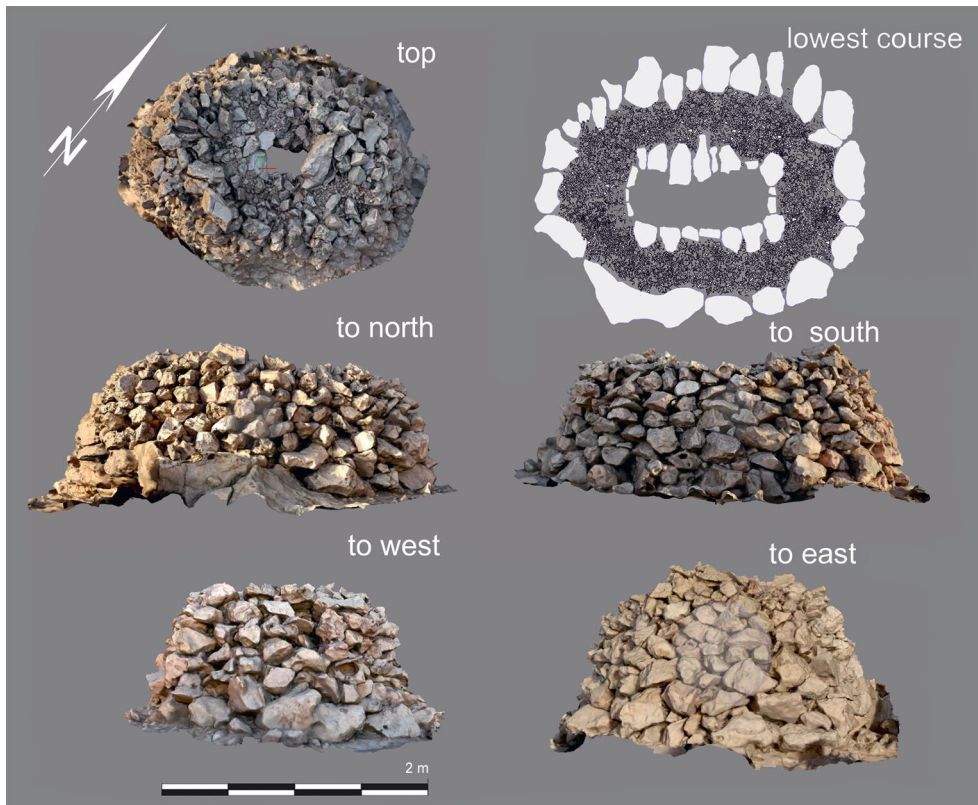 top
lowest course
N
to north
to south
to west
to east
2 m